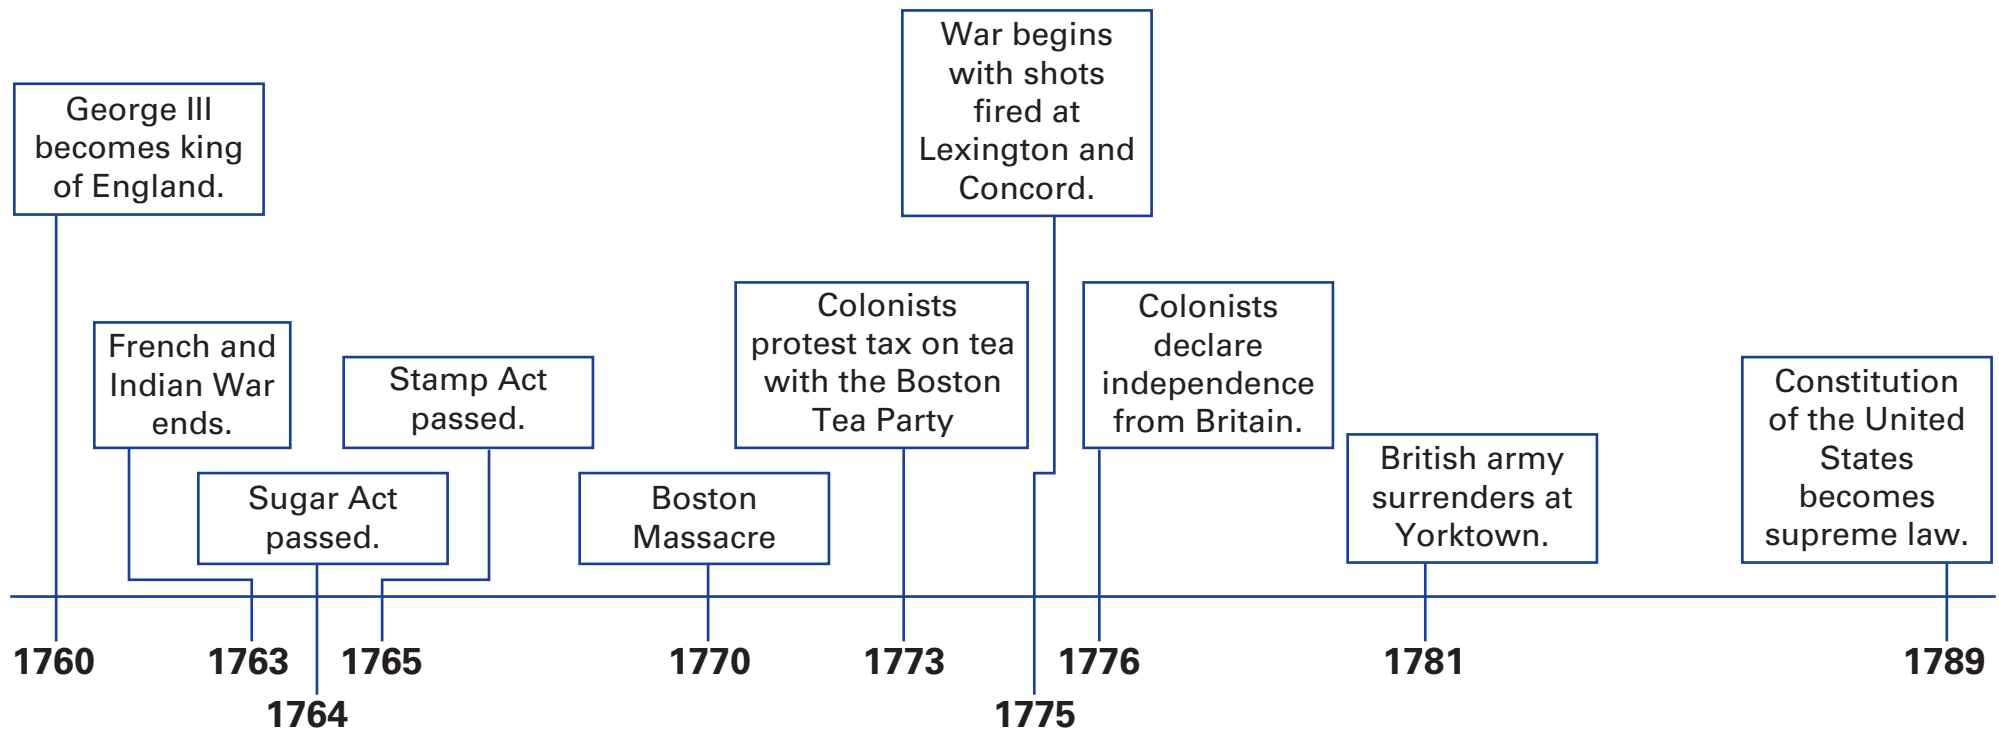 George III
becomes king
of England.
French and
Indian War
ends.
Sugar Act
passed.
Stamp Act
passed.
Boston
Massacre
Colonists
protest tax on tea
with the Boston
Tea Party
War begins
with shots
fired at
Lexington and
Concord.
Colonists
declare
independence
from Britain.
British army
surrenders at
Yorktown.
Constitution
of the United
States
becomes
supreme law.
1760
1763
1764
1765
1770
1773
1775
1776
1781
1789